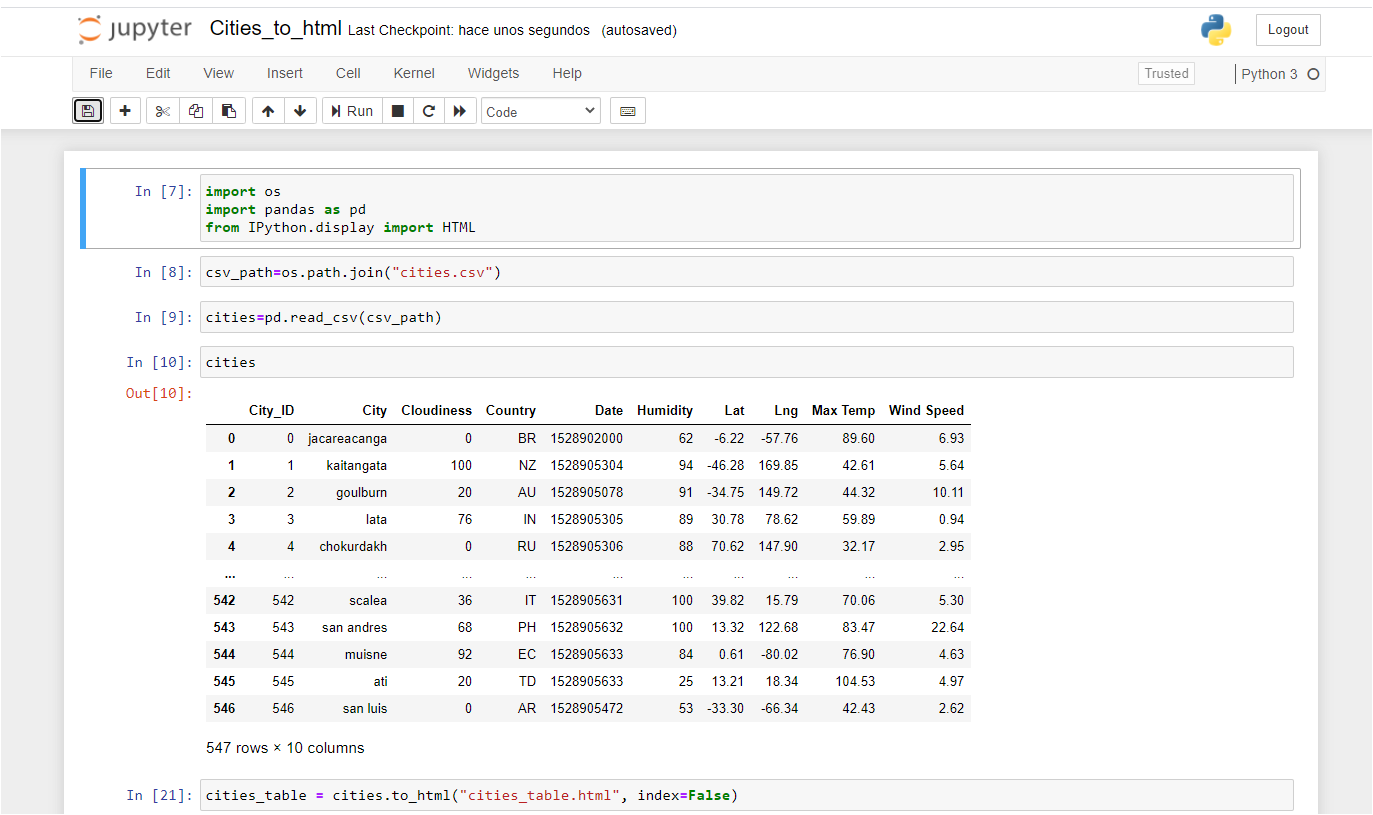 jupyter Cities_to_html Last Checkpoint: hace unos segundos (autosaved)
Logout
File Edit View Insert Cell Kernel Widgets Help
Trusted
Python 3
Run
Code
In [7]:
import os
import pandas as pd
from IPython.display import HTML
In [8]: csv_path=os.path.join("cities.csv")
In [9]: cities=pd.read_csv(csv_path)
In [10]: cities
Out[10]:
City_ID City Cloudiness Country Date Humidity Lat Lng Max Temp Wind Speed
0 0 jacareacanga 0 BR 1528902000 62 -6.22 -57.76 89.60 6.93
1 1 kaitangata 100 NZ 1528905304 94 -46.28 169.85 42.61 5.64
2 2 goulburn 20 AU 1528905078 91 -34.75 149.72 44.32 10.11
3 3 lata 76 IN 1528905305 89 30.78 78.62 59.89 0.94
4 4 chokurdakh 0 RU 1528905306 88 70.62 147.90 32.17 2.95
... ... ... ... ... ... ... ... ... ... ...
542 542 scalea 36 IT 1528905631 100 39.82 15.79 70.06 5.30
543 543 san andres 68 PH 1528905632 100 13.32 122.68 83.47 22.64
544 544 muisne 92 EC 1528905633 84 0.61 -80.02 76.90 4.63
545 545 ati 20 TD 1528905633 25 13.21 18.34 104.53 4.97
546 546 san luis 0 AR 1528905472 53 -33.30 -66.34 42.43 2.62
547 rows × 10 columns
In [21]: cities_table = cities.to_html("cities_table.html", index=False)